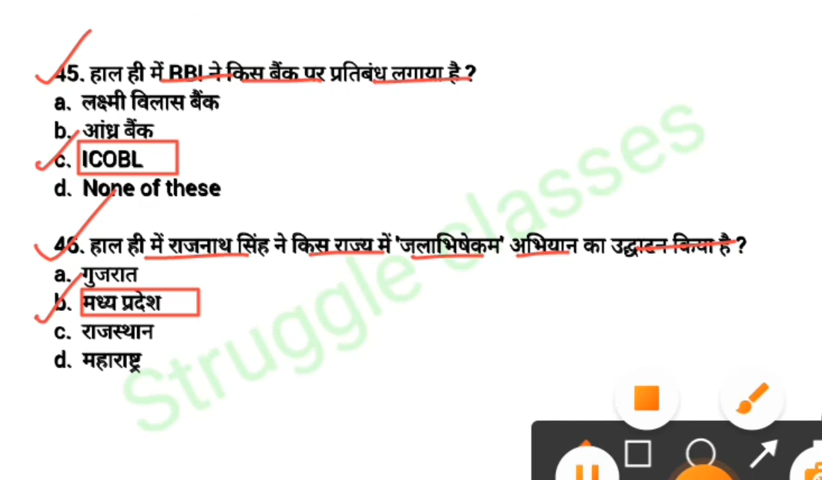 45. हाल ही में RBI ने किस बैंक पर प्रतिबंध लगाया है ?
a. लक्ष्मी विलास बैंक
b. आंध्र बैंक
c. ICOBL
d. None of these
46. हाल ही में राजनाथ सिंह ने किस राज्य में 'जलाभिषेकम' अभियान का उद्घाटन किया है ?
a. गुजरात
b. मध्य प्रदेश
c. राजस्थान
d. महाराष्ट्र
Struggle classes